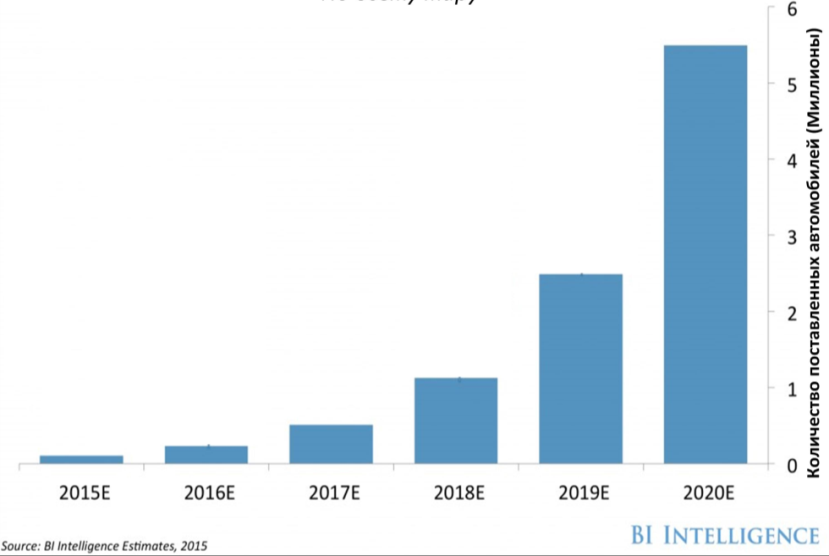 6
5
4
3
2
1
0
Количество поставленных автомобилей (Миллионы)
2015E
2016E
2017E
2018E
2019E
2020E
BI INTELLIGENCE
Source: BI Intelligence Estimates, 2015